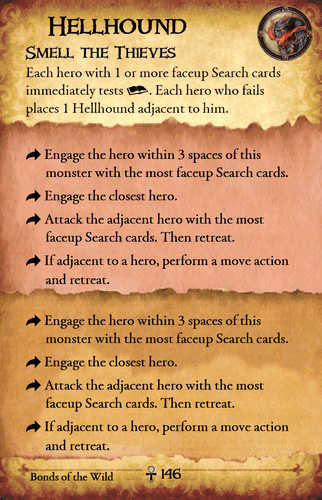 Hellhound
Smell the Thieves
Each hero with 1 or more faceup Search cards
immediately tests . Each hero who fails
places 1 Hellhound adjacent to him.
Engage the hero within 3 spaces of this
monster with the most faceup Search cards.
Engage the closest hero.
Attack the adjacent hero with the most
faceup Search cards. Then retreat.
If adjacent to a hero, perform a move action
and retreat.
Engage the hero within 3 spaces of this
monster with the most faceup Search cards.
Engage the closest hero.
Attack the adjacent hero with the most
faceup Search cards. Then retreat.
If adjacent to a hero, perform a move action
and retreat.
Bonds of the Wild 146